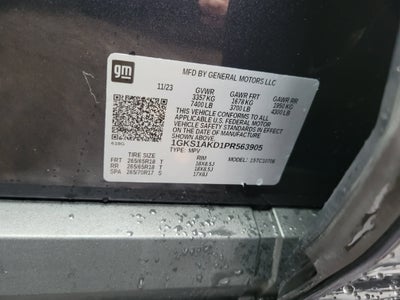 gm
MFD BY GENERAL MOTORS LLC
11/23 GVWR GAWR FRT GAWR RR
3357 KG 1678 KG 1950 KG
7400 LB 3700 LB 4300 LB
THIS VEHICLE CONFORMS TO ALL
APPLICABLE U.S. FEDERAL MOTOR
VEHICLE SAFETY STANDARDS IN
EFFECT ON THE DATE OF MANUFACTURE
SHOWN ABOVE.
1GKS1AKD1PR563905
TYPE: MPV
TIRE SIZE RIM MODEL: 1STC10706
FRT 265/65R18 T 18X8.5J
RR 265/65R18 T 18X8.5J
SPA 265/70R17 S 17X8J